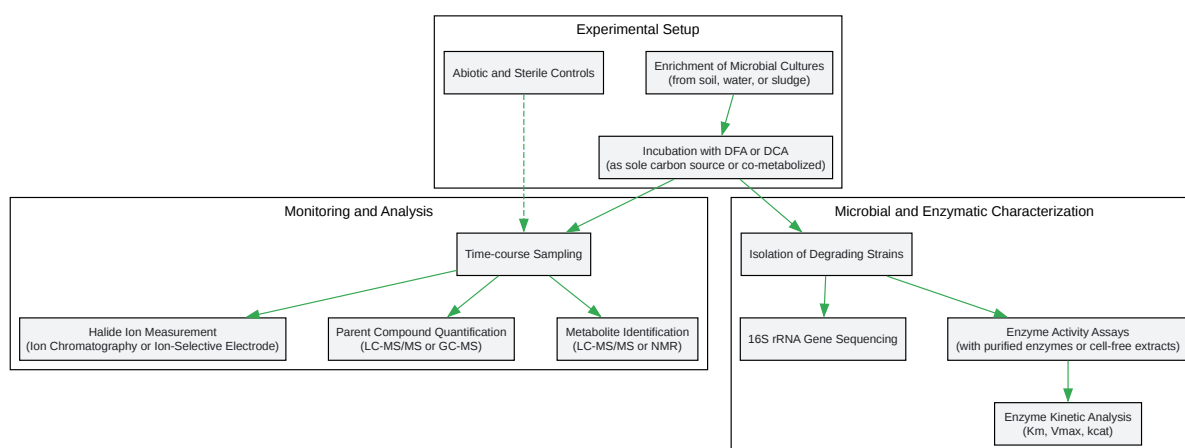 Experimental Setup
Abiotic and Sterile Controls
Enrichment of Microbial Cultures
(from soil, water, or sludge)
Incubation with DFA or DCA
(as sole carbon source or co-metabolized)
Monitoring and Analysis
Time-course Sampling
Halide Ion Measurement
(Ion Chromatography or Ion-Selective Electrode)
Parent Compound Quantification
(LC-MS/MS or GC-MS)
Metabolite Identification
(LC-MS/MS or NMR)
Microbial and Enzymatic Characterization
Isolation of Degrading Strains
16S rRNA Gene Sequencing
Enzyme Activity Assays
(with purified enzymes or cell-free extracts)
Enzyme Kinetic Analysis
(Km, Vmax, kcat)